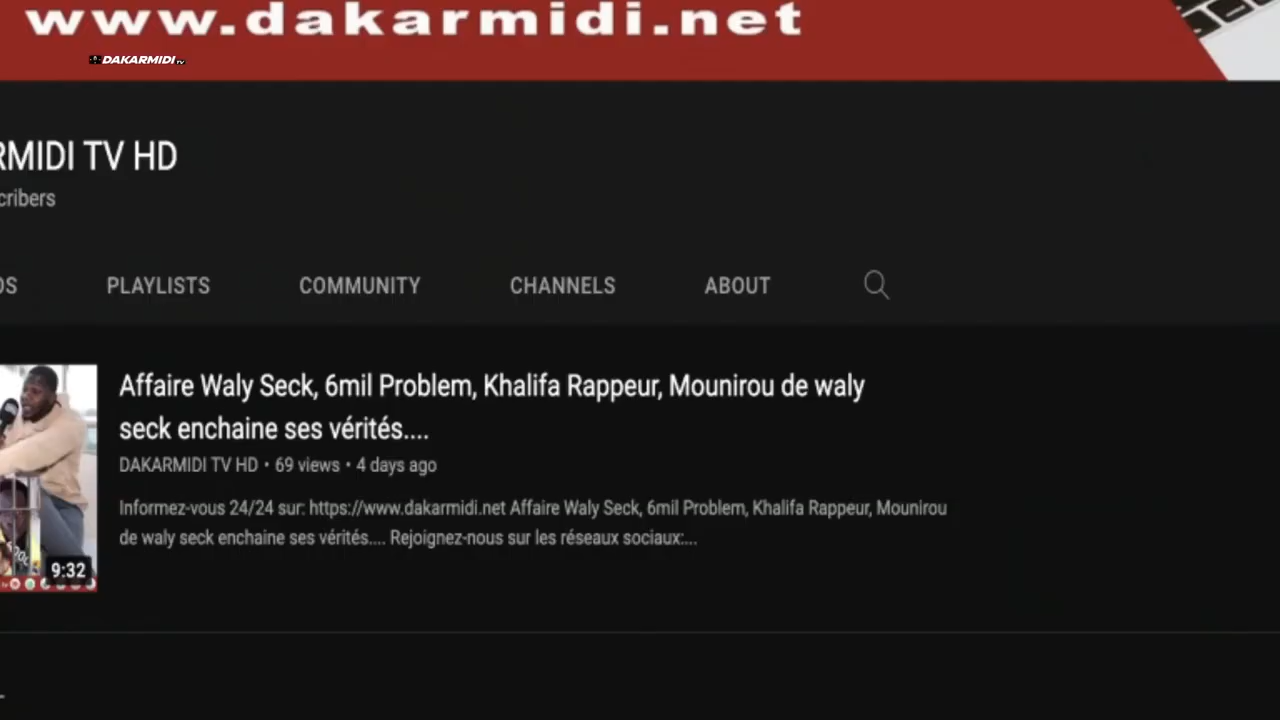 www.dakarmidi.net
DAKARMIDI TV
RMIDI TV HD
cribers
OS
PLAYLISTS
COMMUNITY
CHANNELS
ABOUT
Affaire Waly Seck, 6mil Problem, Khalifa Rappeur, Mounirou de waly
seck enchaine ses vérités....
DAKARMIDI TV HD • 69 views • 4 days ago
Informez-vous 24/24 sur: https://www.dakarmidi.net Affaire Waly Seck, 6mil Problem, Khalifa Rappeur, Mounirou
de waly seck enchaine ses vérités.... Rejoignez-nous sur les réseaux sociaux:...
9:32